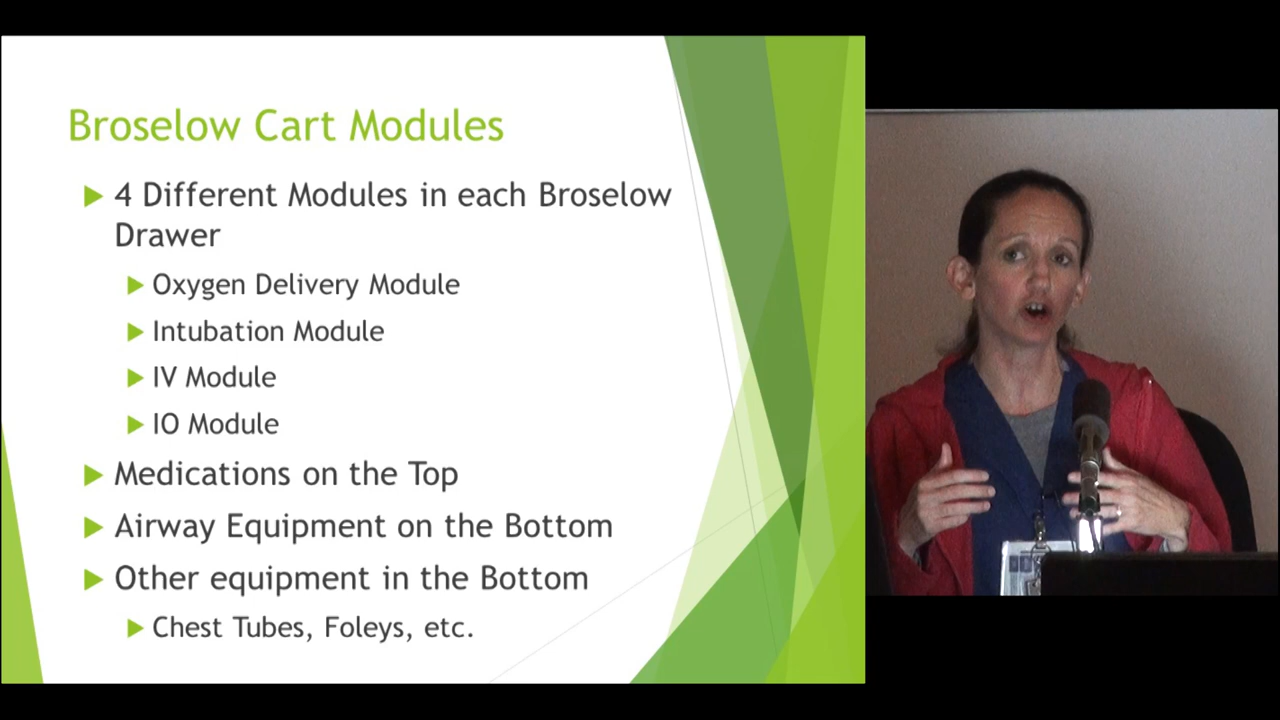 Broselow Cart Modules
4 Different Modules in each Broselow
Drawer
Oxygen Delivery Module
Intubation Module
IV Module
IO Module
Medications on the Top
Airway Equipment on the Bottom
Other equipment in the Bottom
Chest Tubes, Foleys, etc.